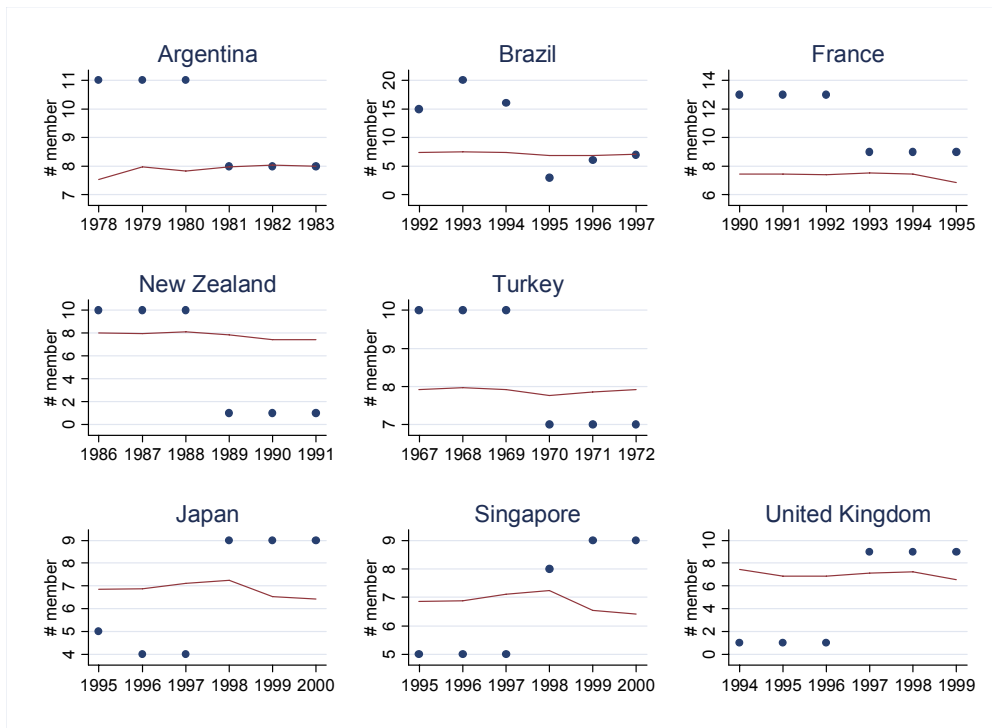 Argentina
# member
11
10
9
8
7
1978 1979 1980 1981 1982 1983
Brazil
# member
20
15
10
5
0
1992 1993 1994 1995 1996 1997
France
# member
14
12
10
8
6
1990 1991 1992 1993 1994 1995
New Zealand
# member
10
8
6
4
2
0
1986 1987 1988 1989 1990 1991
Turkey
# member
10
9
8
7
1967 1968 1969 1970 1971 1972
Japan
# member
9
8
7
6
5
4
1995 1996 1997 1998 1999 2000
Singapore
# member
9
8
7
6
5
1995 1996 1997 1998 1999 2000
United Kingdom
# member
10
8
6
4
2
0
1994 1995 1996 1997 1998 1999